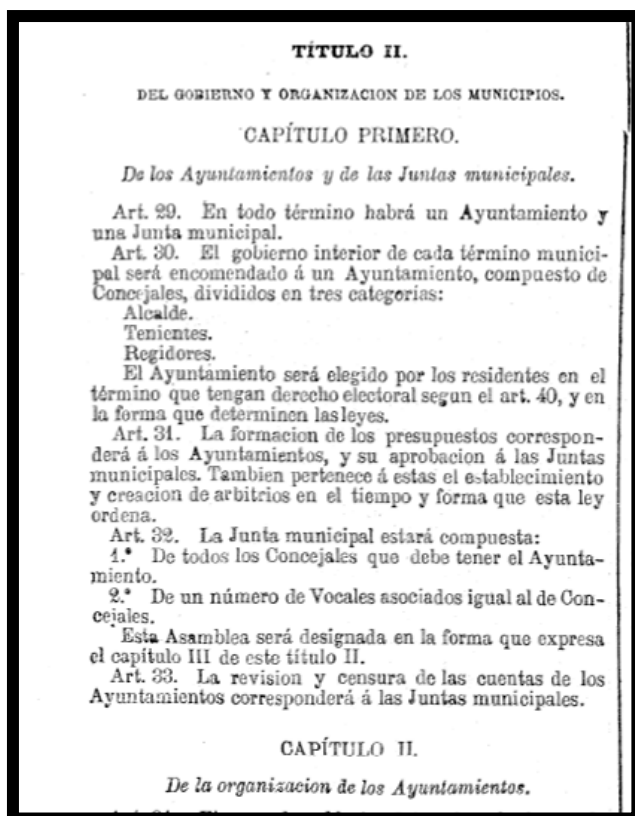 TÍTULO II.
DEL GOBIERNO Y ORGANIZACION DE LOS MUNICIPIOS.
CAPÍTULO PRIMERO.
De los Ayuntamientos y de las Juntas municipales.
Art. 29. En todo término habrá un Ayuntamiento y
una Junta municipal.
Art. 30. El gobierno interior de cada término munici-
pal será encomendado á un Ayuntamiento, compuesto de
Concejales, divididos en tres categorías:
Alcalde.
Tenientes.
Regidores.
El Ayuntamiento será elegido por los residentes en el
término que tengan derecho electoral segun el art. 40, y en
la forma que determinen las leyes.
Art. 31. La formacion de los presupuestos correspon-
derá á los Ayuntamientos, y su aprobacion á las Juntas
municipales. Tambien pertenece á estas el establecimiento
y creacion de arbitrios en el tiempo y forma que esta ley
ordena.
Art. 32. La Junta municipal estará compuesta:
1.º De todos los Concejales que debe tener el Ayunta-
miento.
2.º De un número de Vocales asociados igual al de Con-
cejales.
Esta Asamblea será designada en la forma que expresa
el capítulo III de este título II.
Art. 33. La revision y censura de las cuentas de los
Ayuntamientos corresponderá á las Juntas municipales.
CAPÍTULO II.
De la organizacion de los Ayuntamientos.